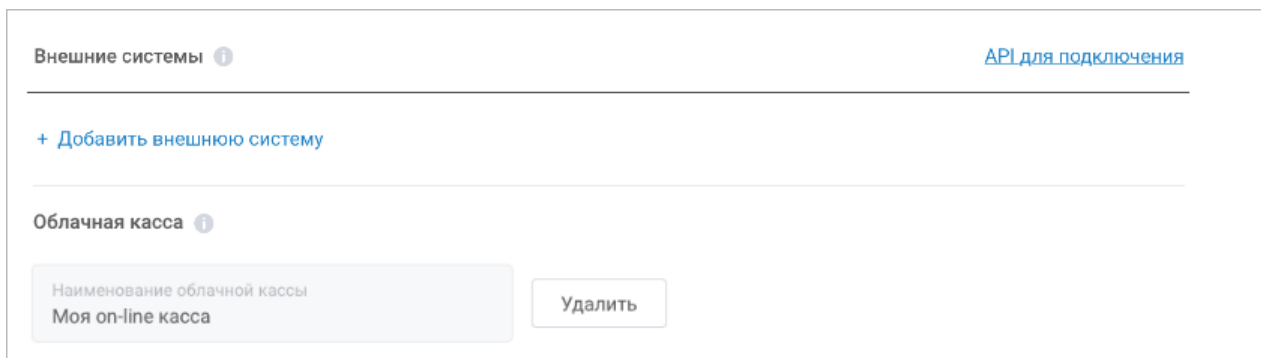 Внешние системы
API для подключения
+ Добавить внешнюю систему
Облачная касса
Наименование облачной кассы
Моя on-line касса
Удалить